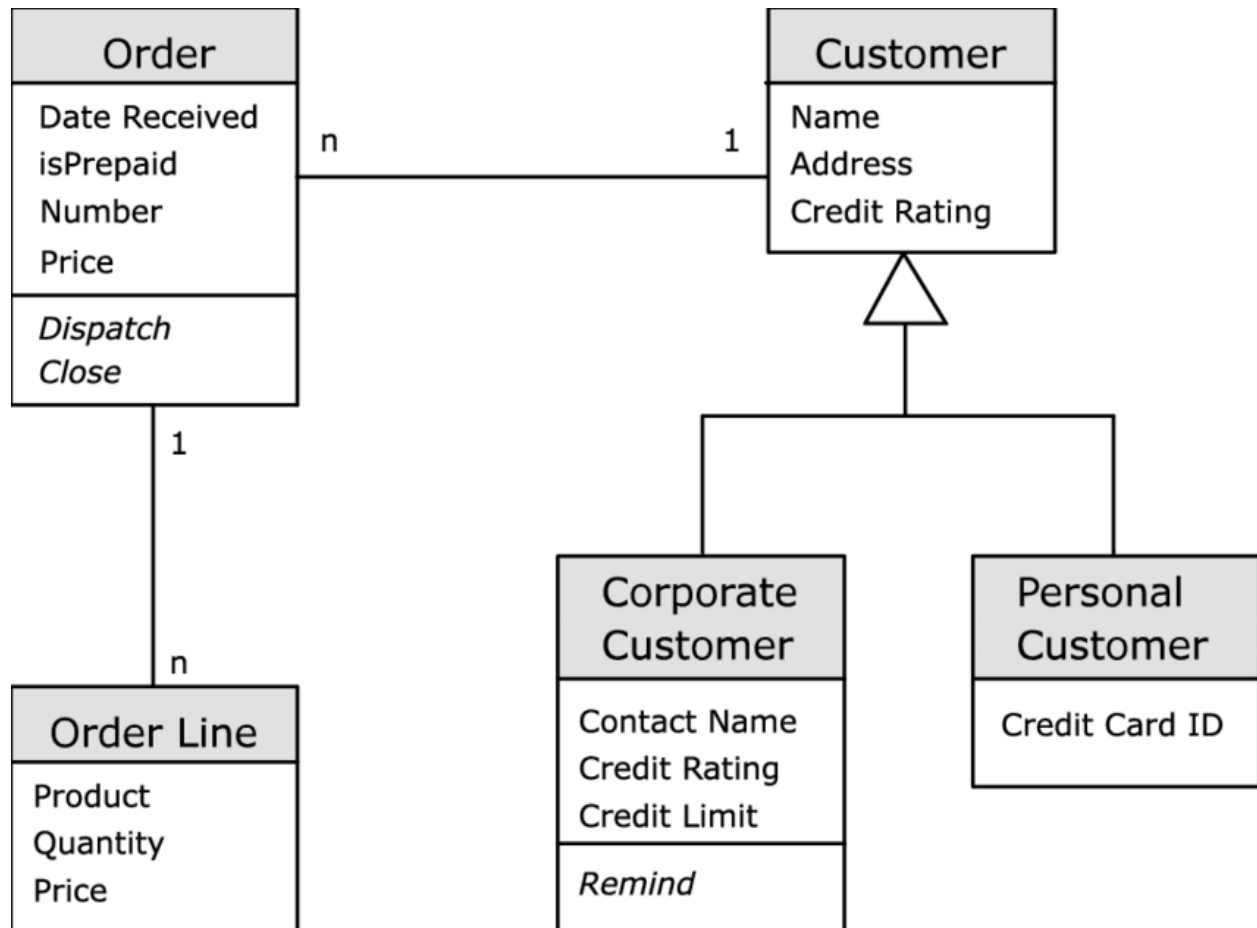 Order
Date Received
isPrepaid
Number
Price
Dispatch
Close
n
1
Customer
Name
Address
Credit Rating
1
n
Order Line
Product
Quantity
Price
Corporate
Customer
Contact Name
Credit Rating
Credit Limit
Remind
Personal
Customer
Credit Card ID